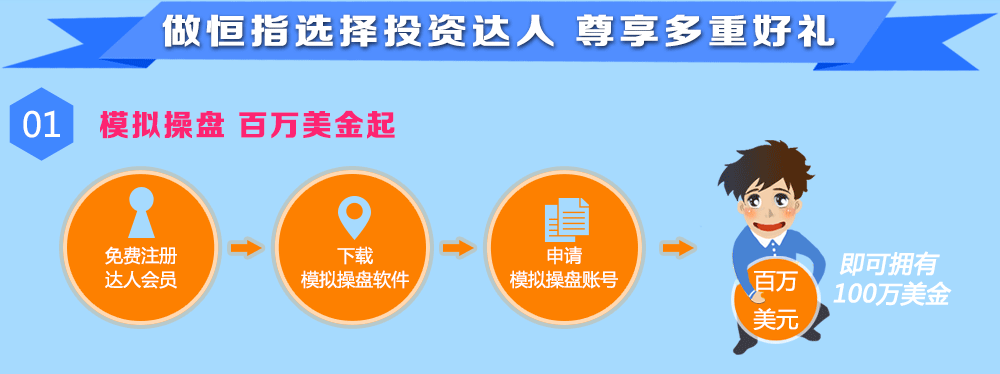 做恒指选择投资达人 尊享多重好礼
01
模拟操盘 百万美金起
免费注册
达人会员
下载
模拟操盘软件
申请
模拟操盘账号
百万
美元
即可拥有
100万美金